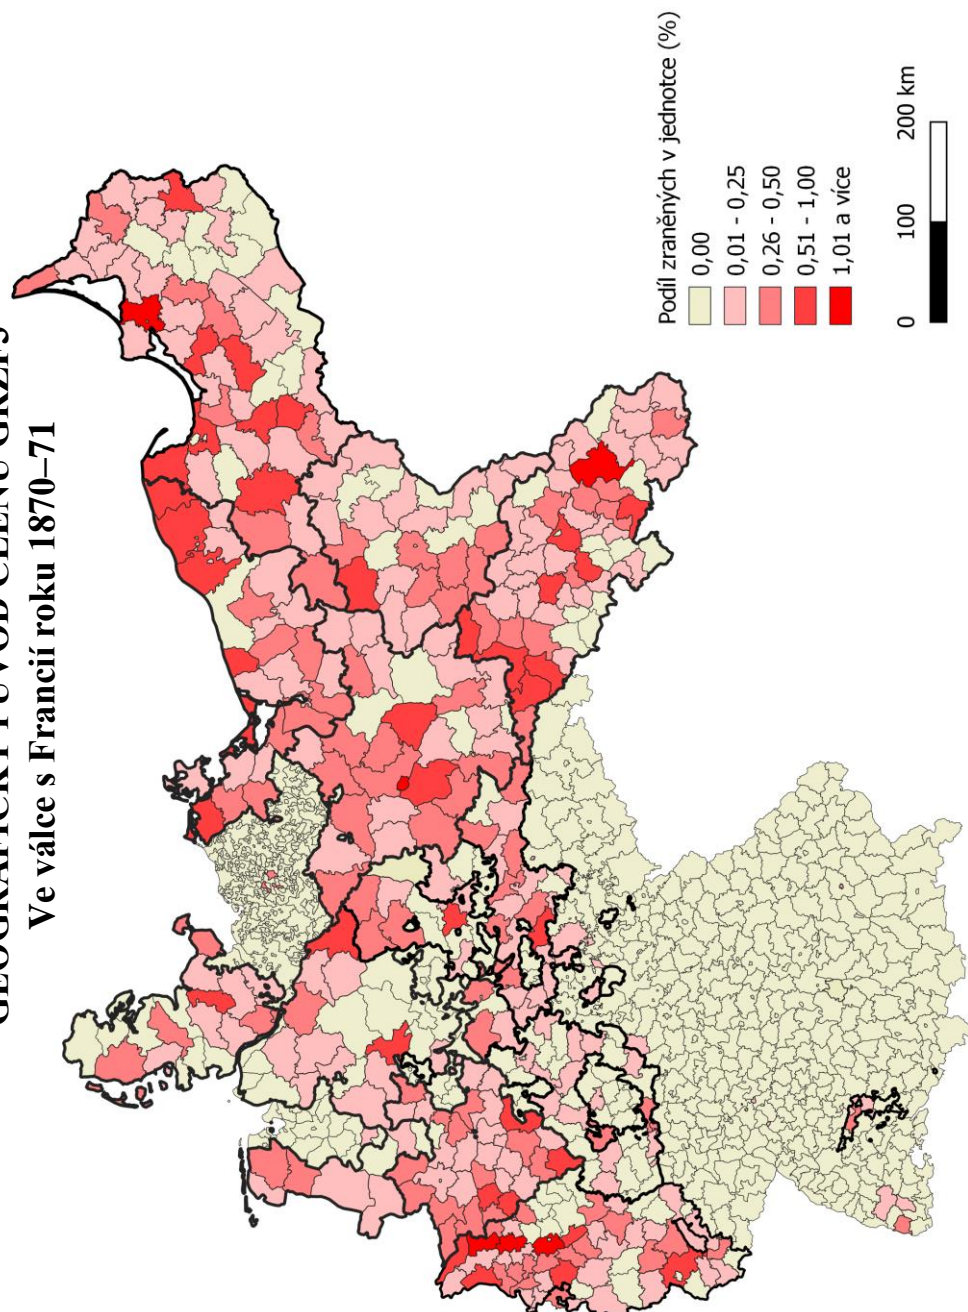 GEOGRAFICKÝ PŮVOD ČLENŮ
Ve válce s Francií roku 1870–71
Podíl zraněných v jednotce (%)
0,00
0,01 - 0,25
0,26 - 0,50
0,51 - 1,00
1,01 a více
0 100 200 km